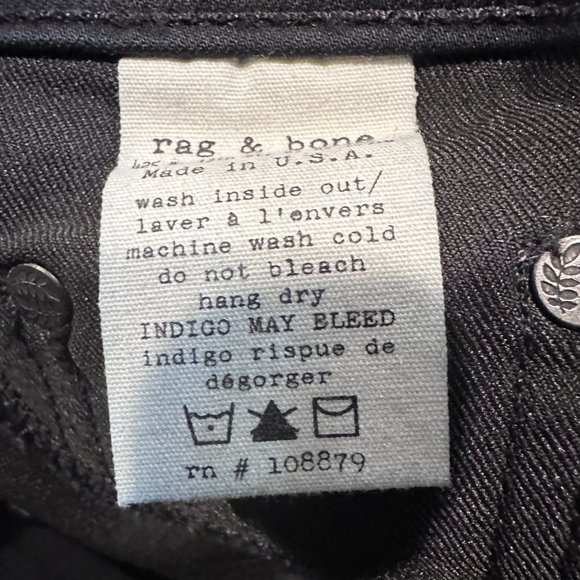 rag & bone
Made in U.S.A.
wash inside out/
laver à l'envers
machine wash cold
do not bleach
hang dry
INDIGO MAY BLEED
indigo rispue de
dégorger
rn # 108879